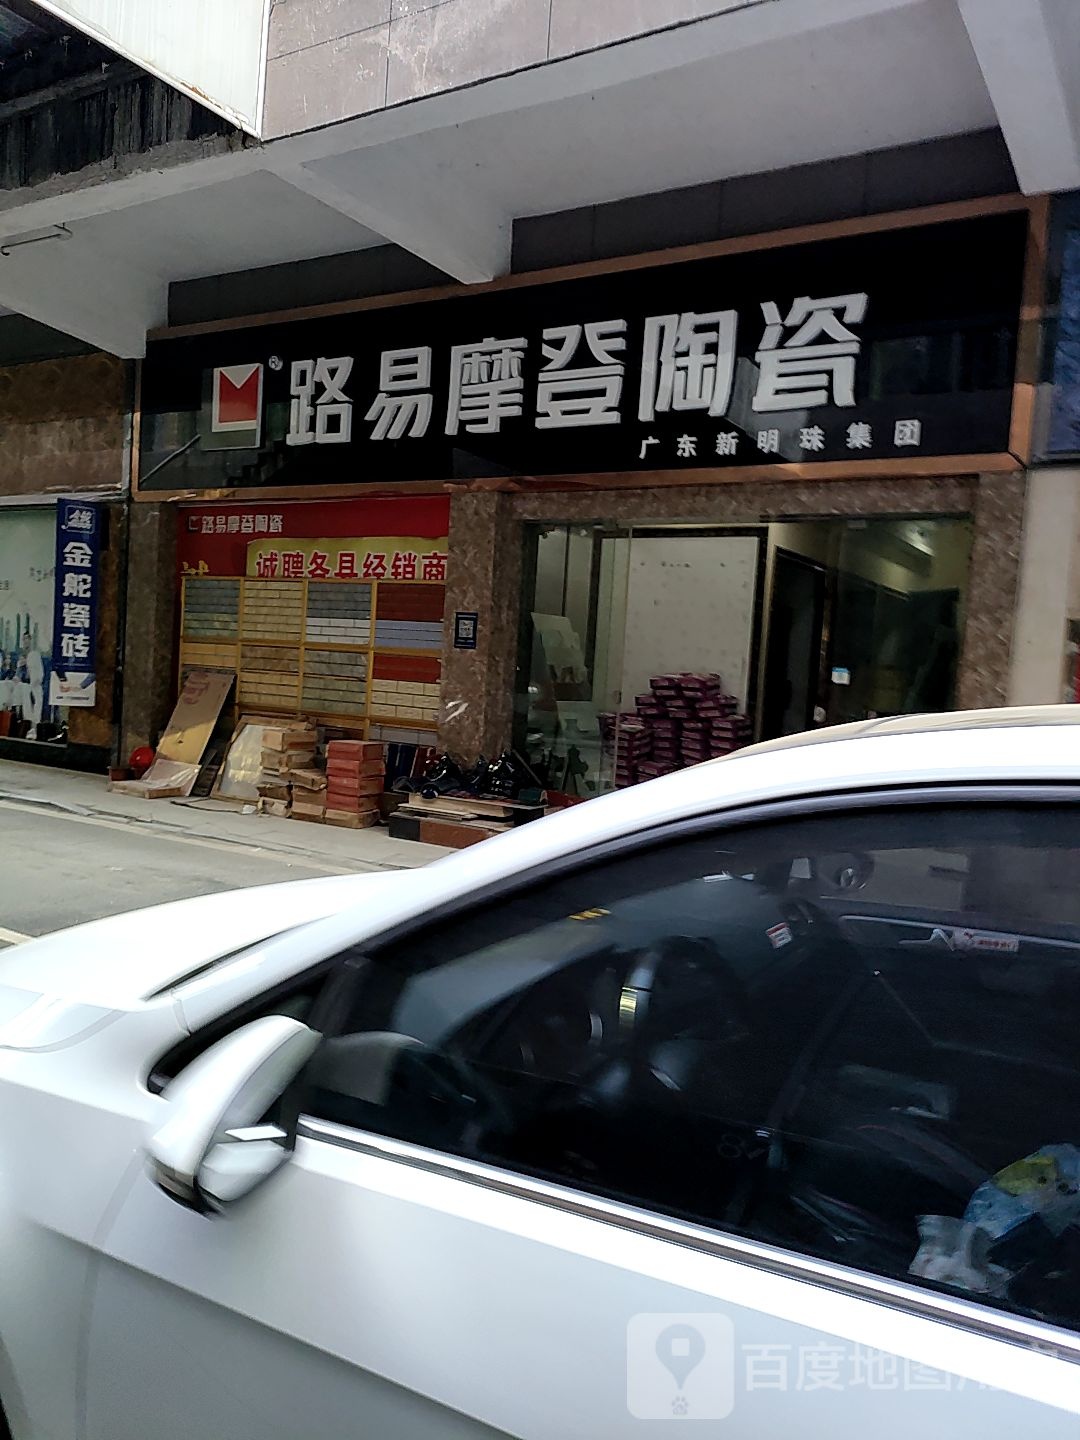 路易摩登陶瓷
广东新明珠集团
路易摩登陶瓷
诚聘各县经销商
金舵瓷砖
百度地图